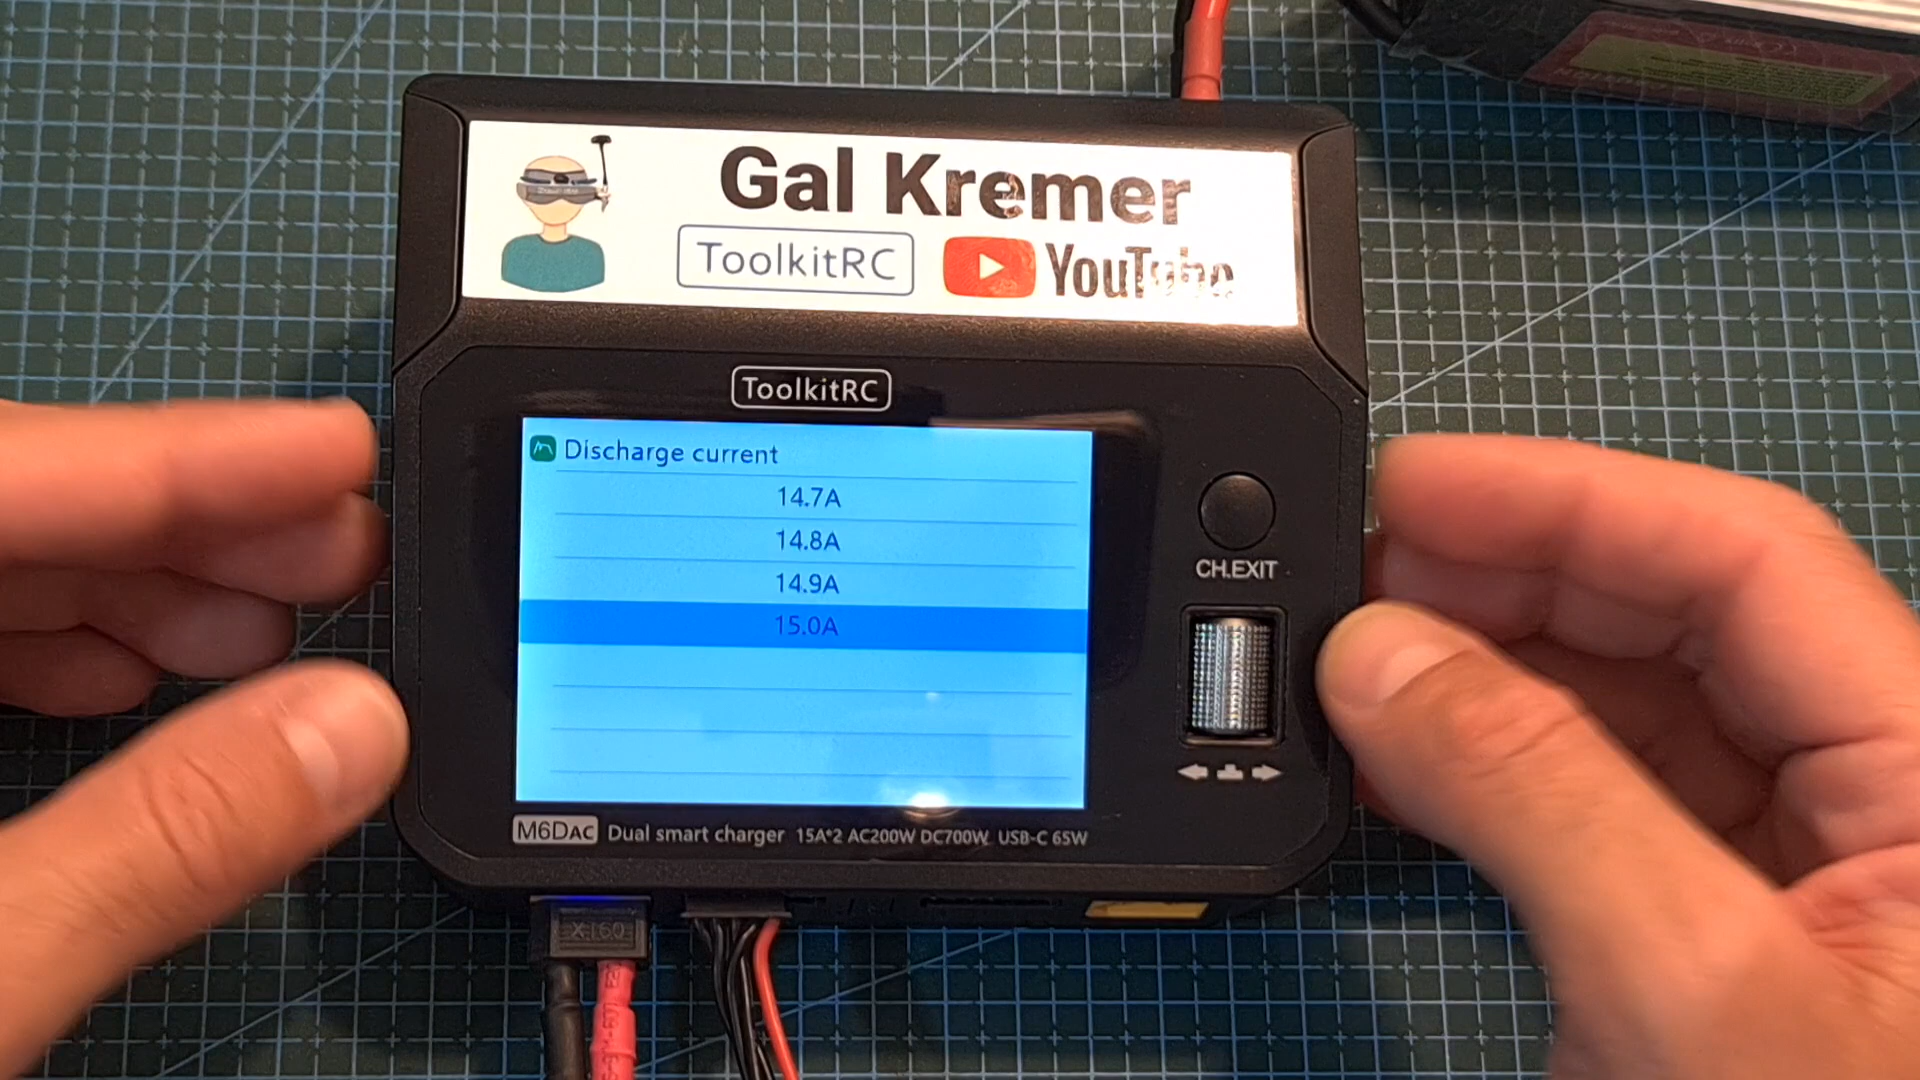 Gal Kremer
ToolkitRC YouTube
ToolkitRC
Discharge current
14.7A
14.8A
14.9A
15.0A
CH.EXIT
M6DAC Dual smart charger 15A*2 AC200W DC700W USB-C 65W
XT60